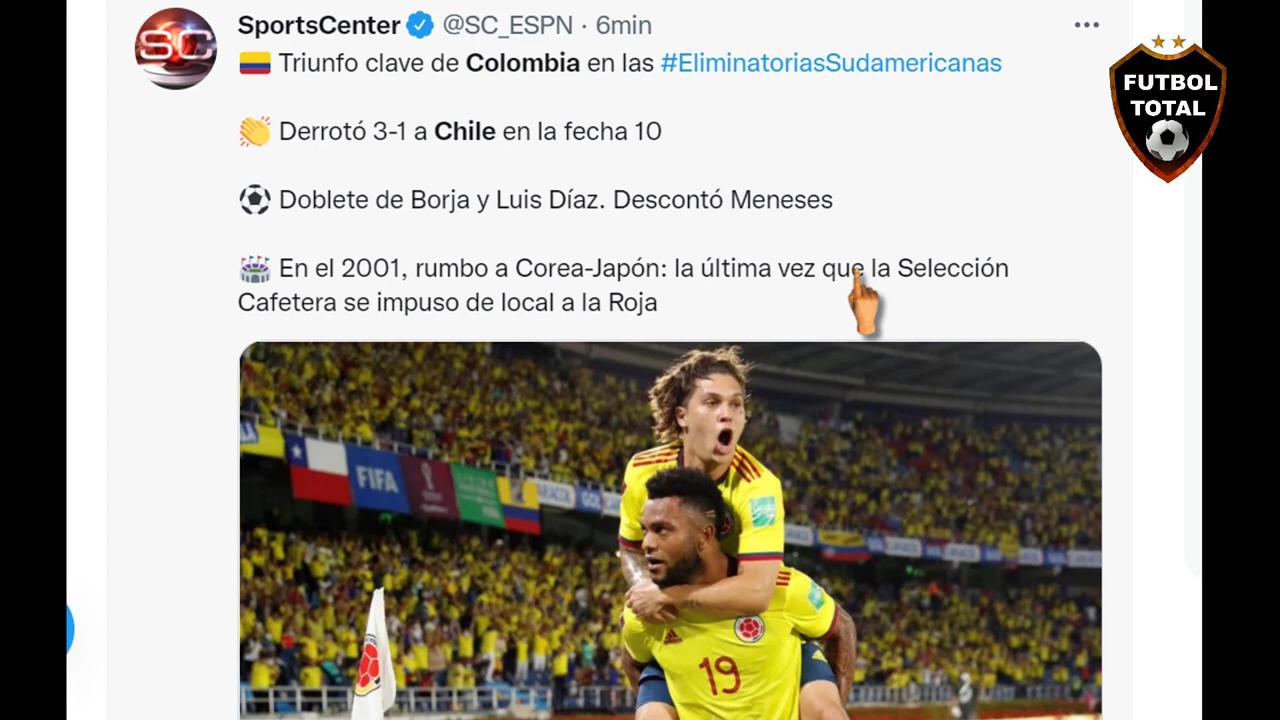 SportsCenter @SC_ESPN · 6min
Triunfo clave de Colombia en las #EliminatoriasSudamericanas
Derrotó 3-1 a Chile en la fecha 10
Doblete de Borja y Luis Díaz. Descontó Meneses
En el 2001, rumbo a Corea-Japón: la última vez que la Selección
Cafetera se impuso de local a la Roja
SC
FUTBOL
TOTAL
FIFA
19